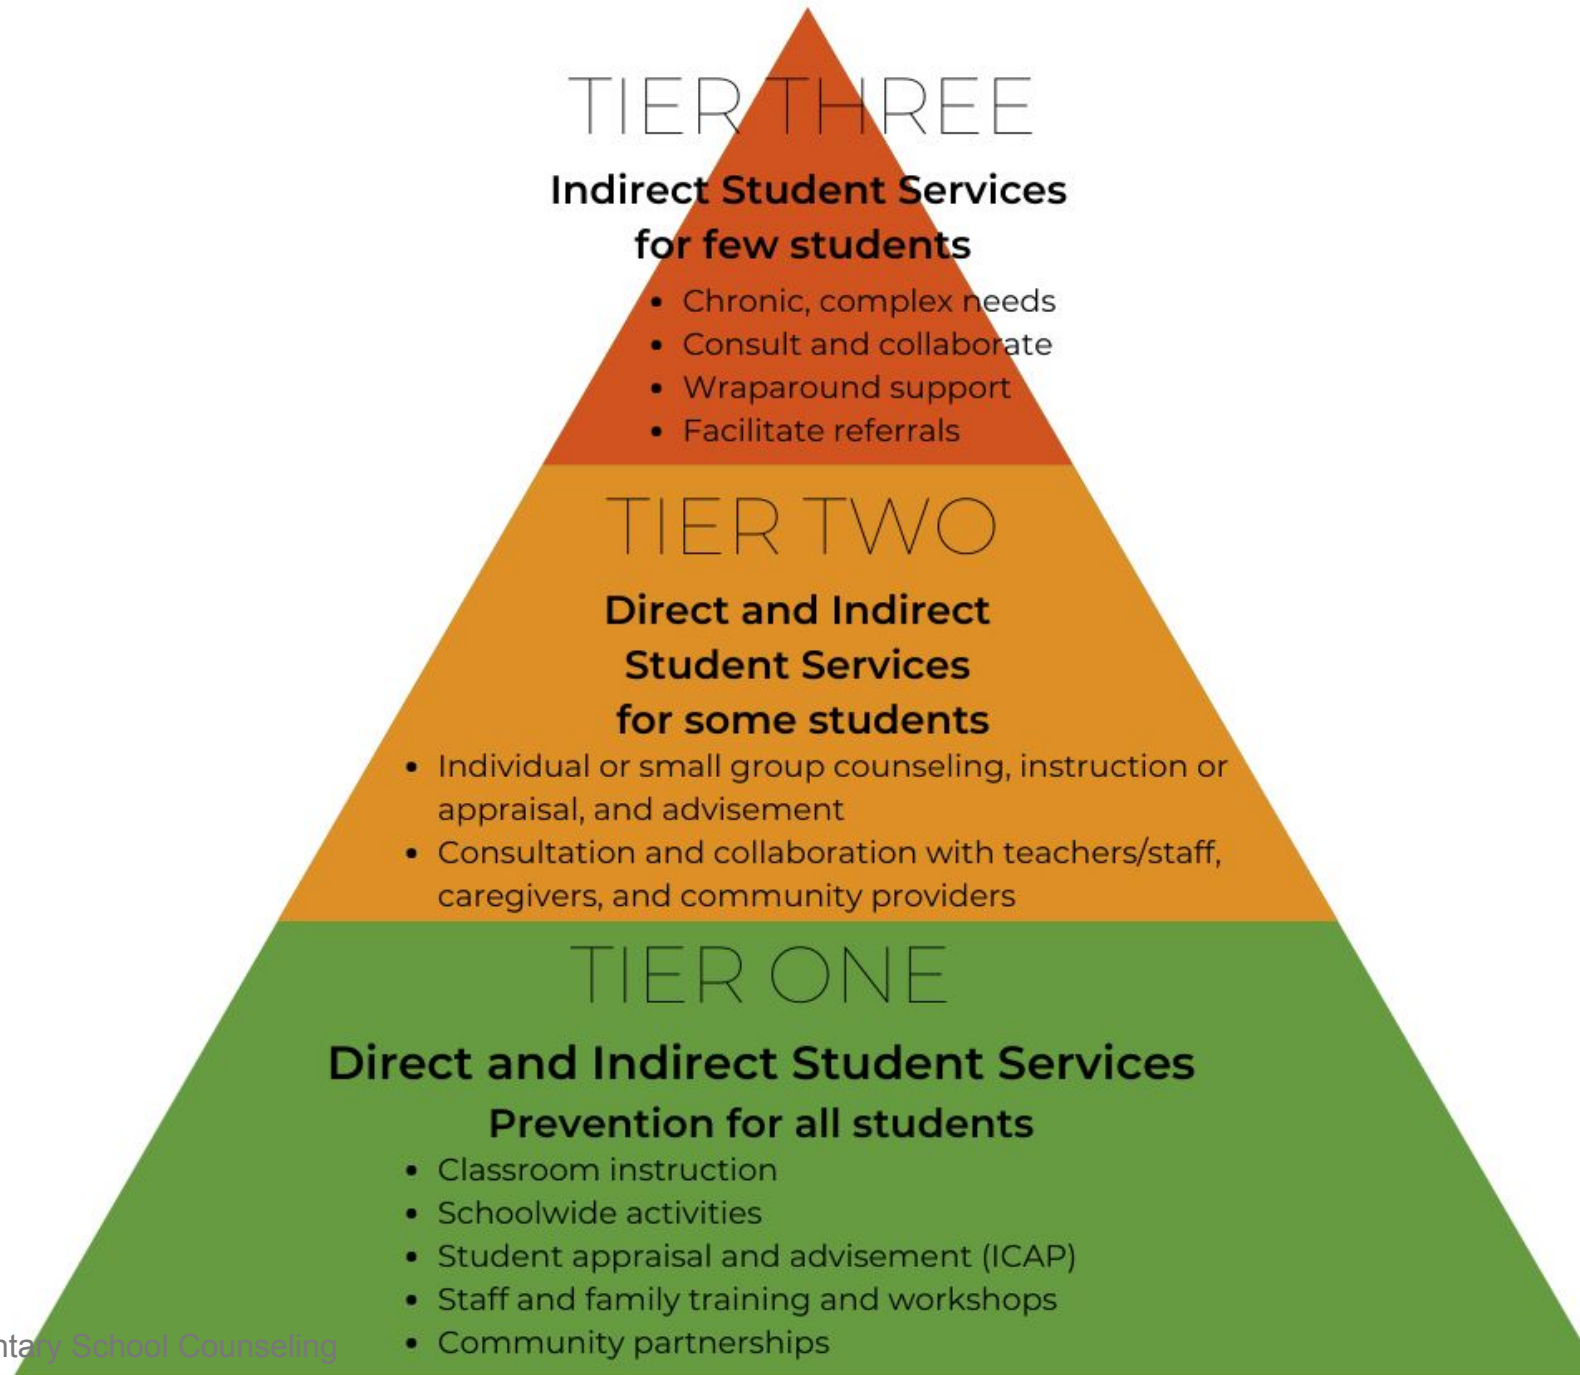 TIER THREE
Indirect Student Services
for few students
• Chronic, complex needs
• Consult and collaborate
• Wraparound support
• Facilitate referrals
TIER TWO
Direct and Indirect
Student Services
for some students
• Individual or small group counseling, instruction or
appraisal, and advisement
• Consultation and collaboration with teachers/staff,
caregivers, and community providers
TIER ONE
Direct and Indirect Student Services
Prevention for all students
• Classroom instruction
• Schoolwide activities
• Student appraisal and advisement (ICAP)
• Staff and family training and workshops
• Community partnerships
School Counseling